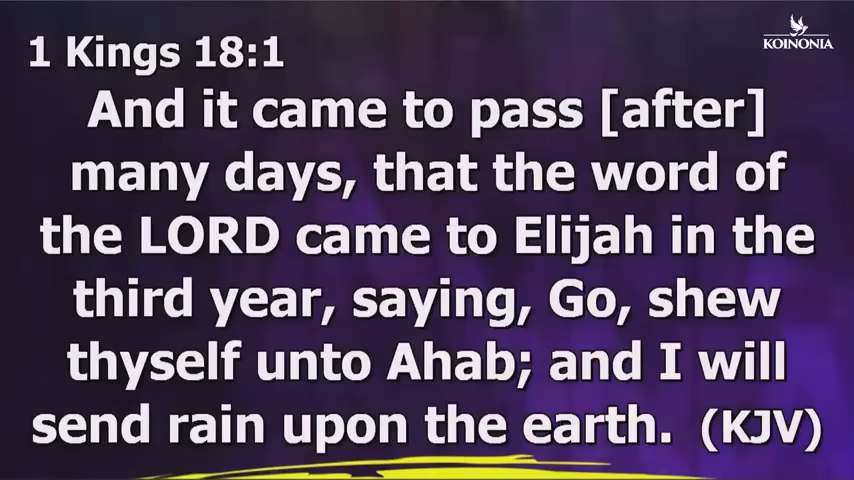 KOINONIA
1 Kings 18:1
And it came to pass [after]
many days, that the word of
the LORD came to Elijah in the
third year, saying, Go, shew
thyself unto Ahab; and I will
send rain upon the earth. (KJV)